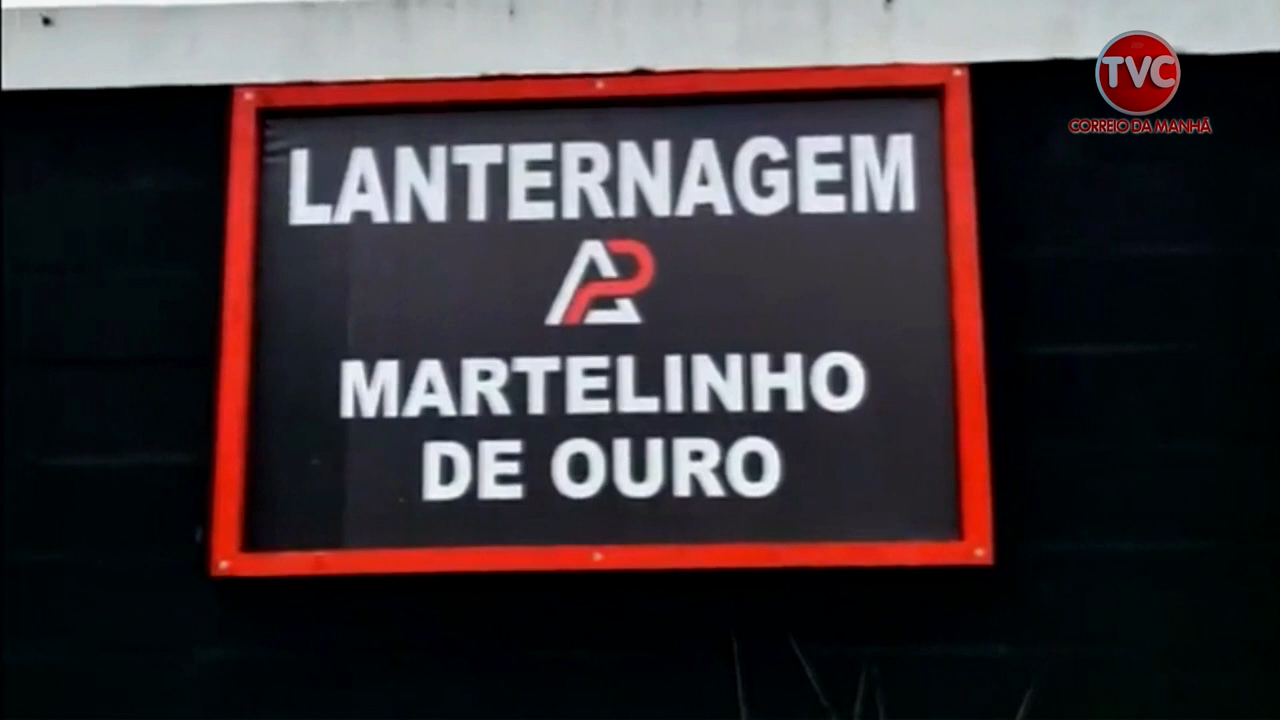 TVC
CORREIO DA MANHÃ
LANTERNAGEM
AP
MARTELINHO
DE OURO